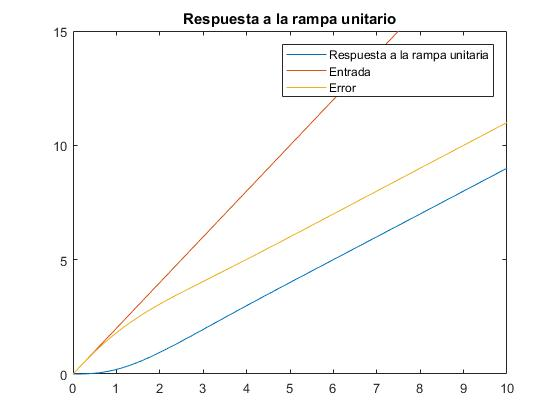 Respuesta a la rampa unitario
15
Respuesta a la rampa unitaria
Entrada
Error
10
5
0
0 1 2 3 4 5 6 7 8 9 10